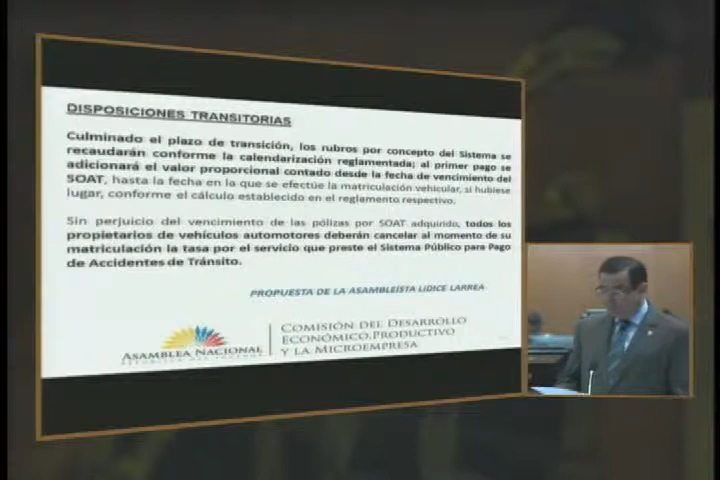 DISPOSICIONES TRANSITORIAS
Culminado el plazo de transición, los rubros por concepto del Sistema se
recaudarán conforme la calendarización reglamentada; al primer pago se
adicionará el valor proporcional contado desde la fecha de vencimiento del
SOAT, hasta la fecha en la que se efectúe la matriculación vehicular, si hubiese
lugar, conforme el cálculo establecido en el reglamento respectivo.
Sin perjuicio del vencimiento de las pólizas por SOAT adquirido, todos los
propietarios de vehículos automotores deberán cancelar al momento de su
matriculación la tasa por el servicio que preste el Sistema Público para Pago
de Accidentes de Tránsito.
PROPUESTA DE LA ASAMBLEÍSTA LIDICE LARREA
ASAMBLEA NACIONAL
REPÚBLICA DEL ECUADOR
COMISIÓN DEL DESARROLLO
ECONÓMICO, PRODUCTIVO
Y LA MICROEMPRESA